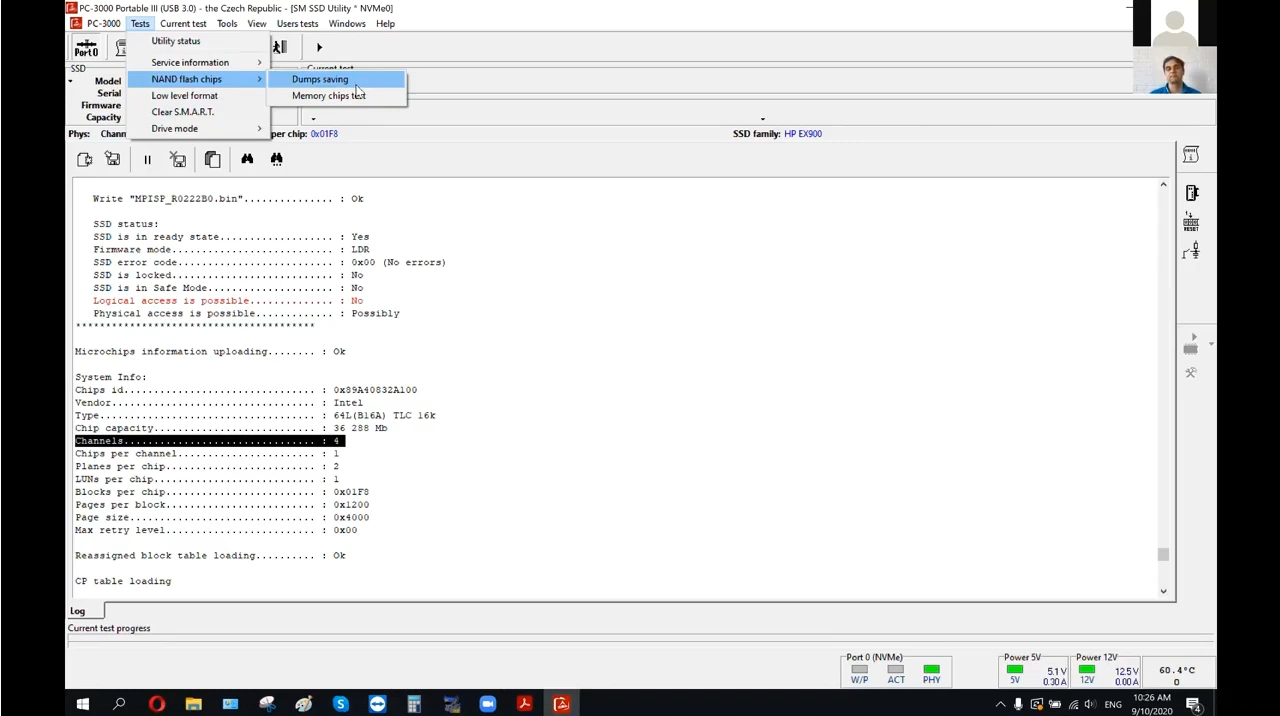 PC-3000 Portable III (USB 3.0) - [the Czech Republic - [SM SSD Utility * NVMe0]
PC-3000 Tests Current test Tools View Users tests Windows Help
Port0
Utility status
Service information
NAND flash chips
Low level format
Clear S.M.A.R.T.
Drive mode
Dumps saving
Memory chips test
SSD
Current test
Model
Serial
Firmware
Capacity
Phys: Chann per chip: 0x01F8 SSD family: HP EX900
Write "MPISP_R0222B0.bin"............... : Ok
SSD status:
SSD is in ready state................... : Yes
Firmware mode........................... : LDR
SSD error code.......................... : 0x00 (No errors)
SSD is locked........................... : No
SSD is in Safe Mode..................... : No
Logical access is possible.............. : No
Physical access is possible............. : Possibly
****************************************
Microchips information uploading........ : Ok
System Info:
Chips id................................ : 0x89A40832A100
Vendor.................................. : Intel
Type.................................... : 64L(B16A) TLC 16k
Chip capacity........................... : 36 288 Mb
Channels................................ : 4
Chips per channel....................... : 1
Planes per chip......................... : 2
LUNs per chip........................... : 1
Blocks per chip......................... : 0x01F8
Pages per block......................... : 0x1200
Page size............................... : 0x4000
Max retry level......................... : 0x00
Reassigned block table loading.......... : Ok
CP table loading
RESET
Log
Current test progress
Port 0 (NVMe)
W/P ACT PHY
Power 5V
5V 5.1V 0.30 A
Power 12V
12V 12.5V 0.00 A
60.4°C
0
ENG
10:26 AM
9/10/2020
4